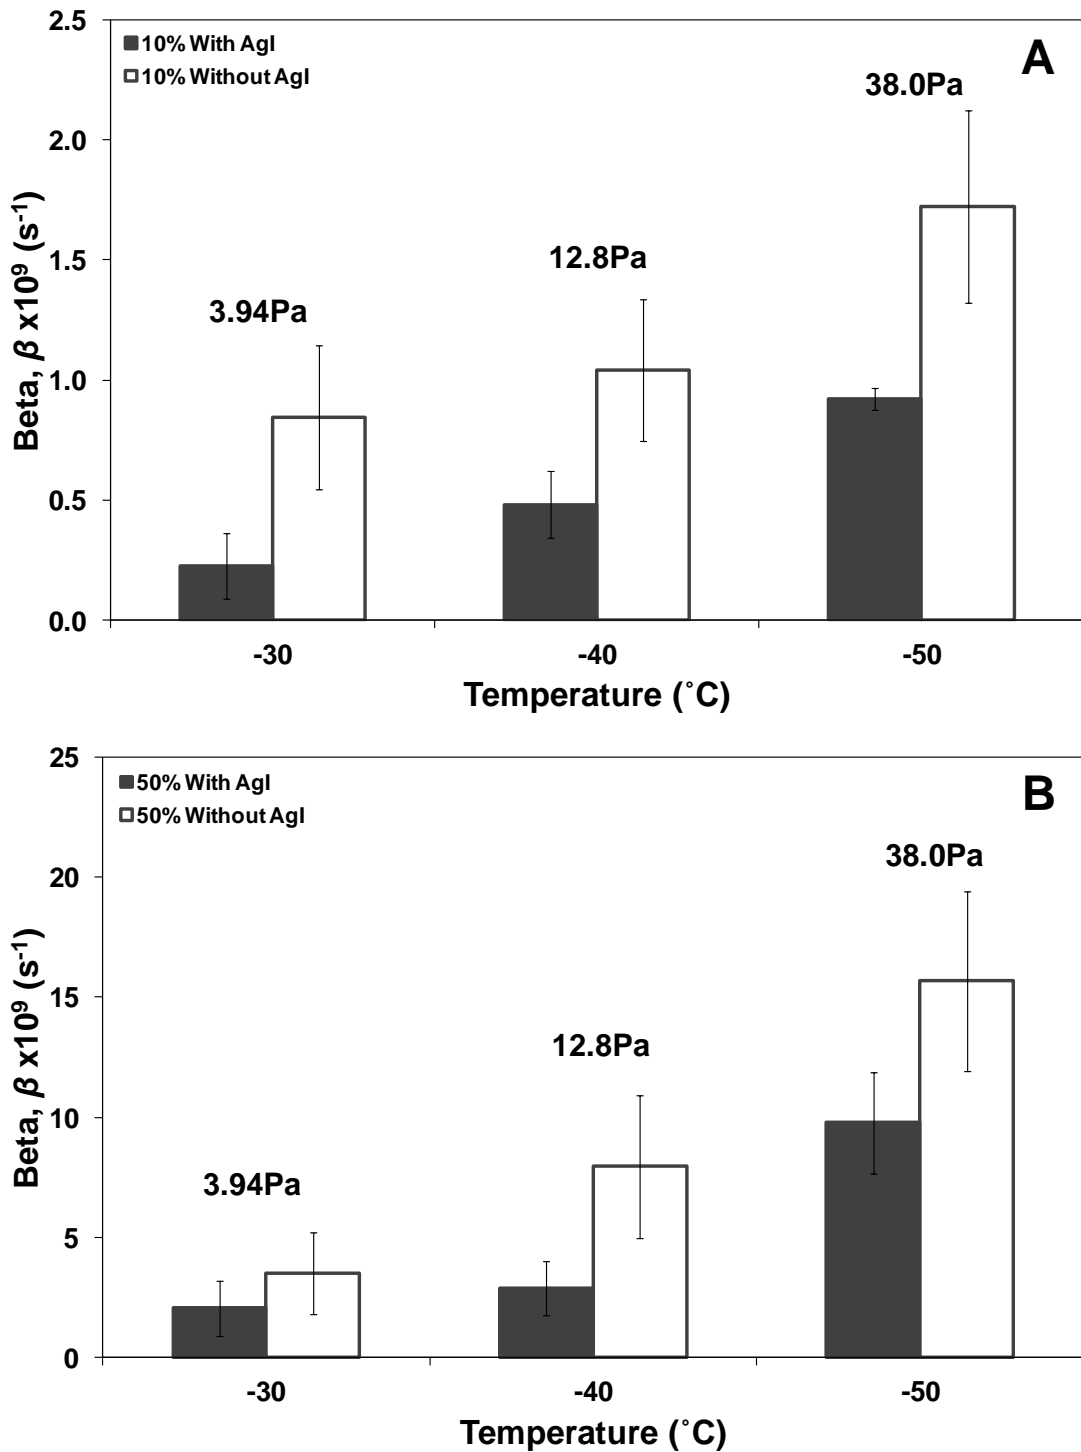 2.5
10% With AgI
A
10% Without AgI
38.0Pa
2.0
1.5
12.8Pa
3.94Pa
1.0
0.5
0.0
Beta, β x10⁹ (s⁻¹)
-30
-40
-50
Temperature (˚C)
25
50% With AgI
B
50% Without AgI
38.0Pa
20
15
12.8Pa
10
3.94Pa
5
0
Beta, β x10⁹ (s⁻¹)
-30
-40
-50
Temperature (˚C)